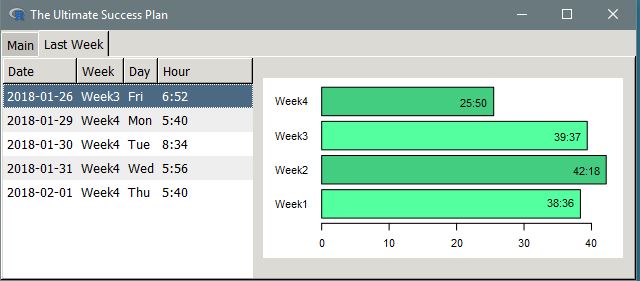 The Ultimate Success Plan
Main Last Week
Date Week Day Hour
2018-01-26 Week3 Fri 6:52
2018-01-29 Week4 Mon 5:40
2018-01-30 Week4 Tue 8:34
2018-01-31 Week4 Wed 5:56
2018-02-01 Week4 Thu 5:40
Week4 25:50
Week3 39:37
Week2 42:18
Week1 38:36
0 10 20 30 40